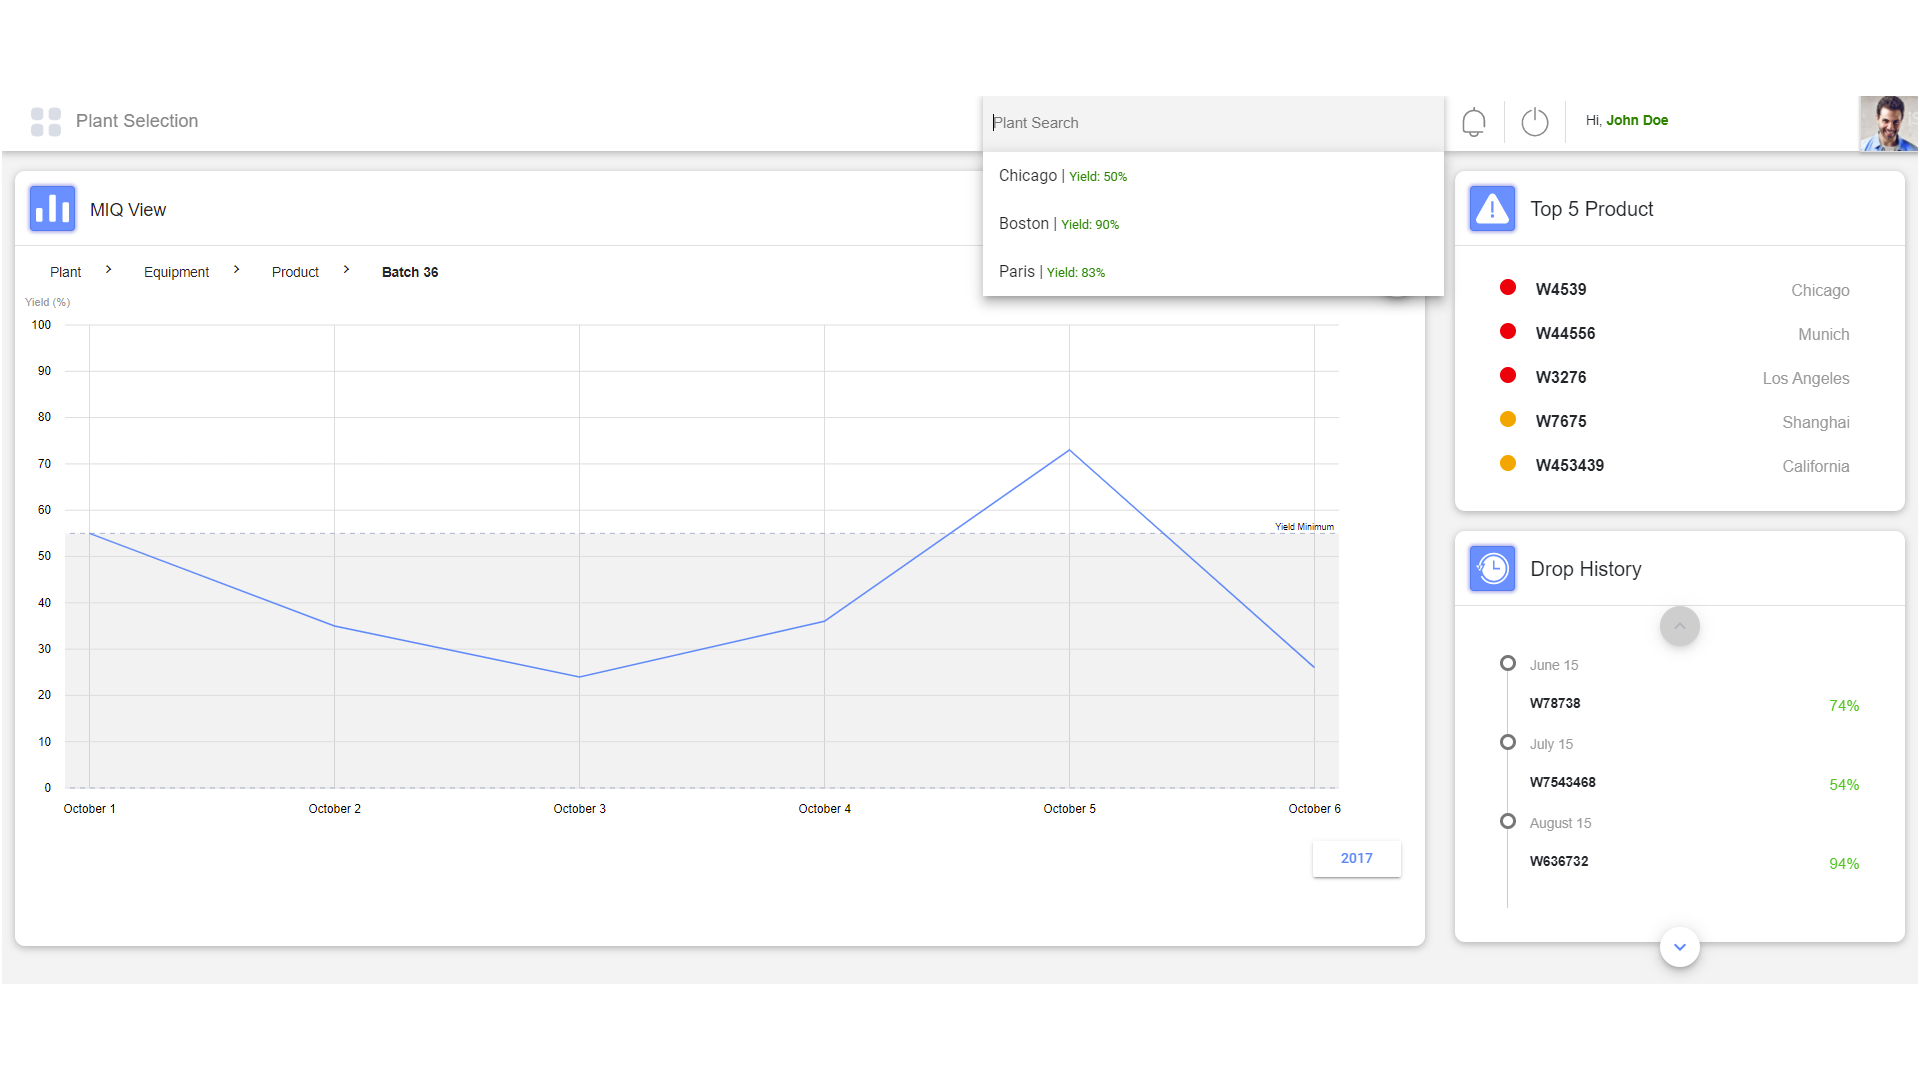 Plant Selection
Plant Search
Hi, John Doe
Chicago | Yield: 50%
Boston | Yield: 90%
Paris | Yield: 83%
MIQ View
Plant
Equipment
Product
Batch 36
Yield (%)
100
90
80
70
60
50
40
30
20
10
0
Yield Minimum
October 1
October 2
October 3
October 4
October 5
October 6
2017
Top 5 Product
W4539 Chicago
W44556 Munich
W3276 Los Angeles
W7675 Shanghai
W453439 California
Drop History
June 15
W78738 74%
July 15
W7543468 54%
August 15
W636732 94%